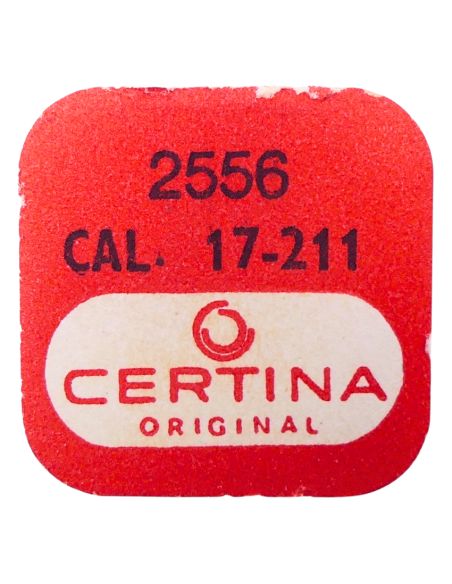 2556
CAL. 17-211
CERTINA
ORIGINAL